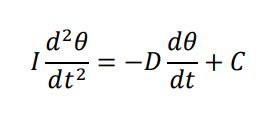 I d²θ/dt² = −D dθ/dt + C